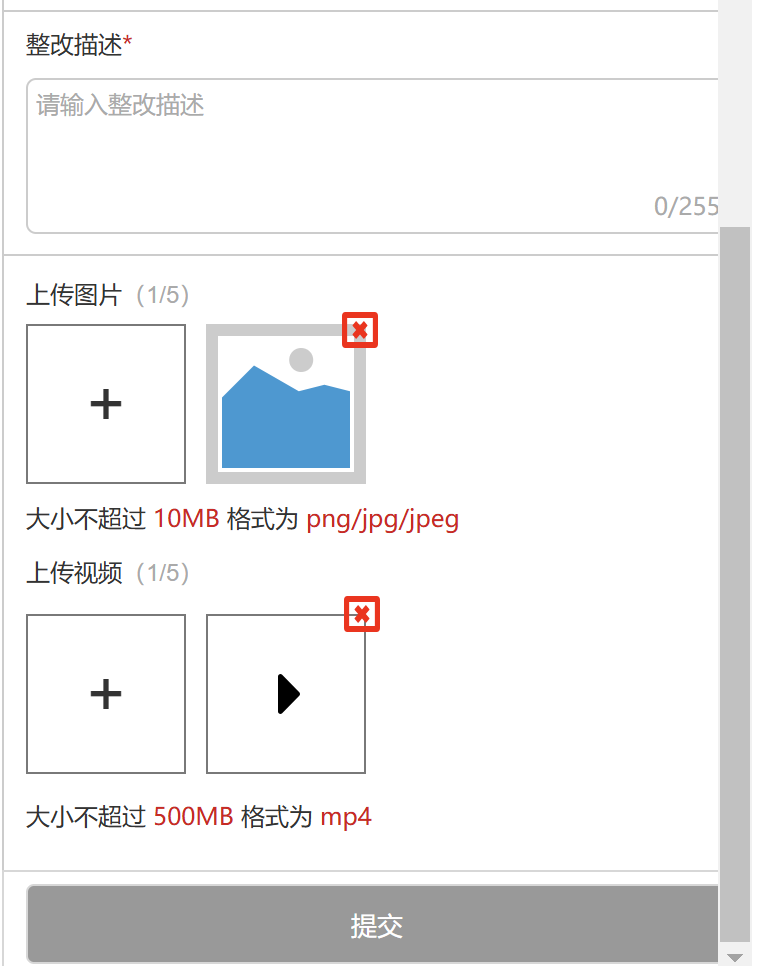 整改描述*
请输入整改描述
0/255
上传图片（1/5）
大小不超过 10MB 格式为 png/jpg/jpeg
上传视频（1/5）
大小不超过 500MB 格式为 mp4
提交